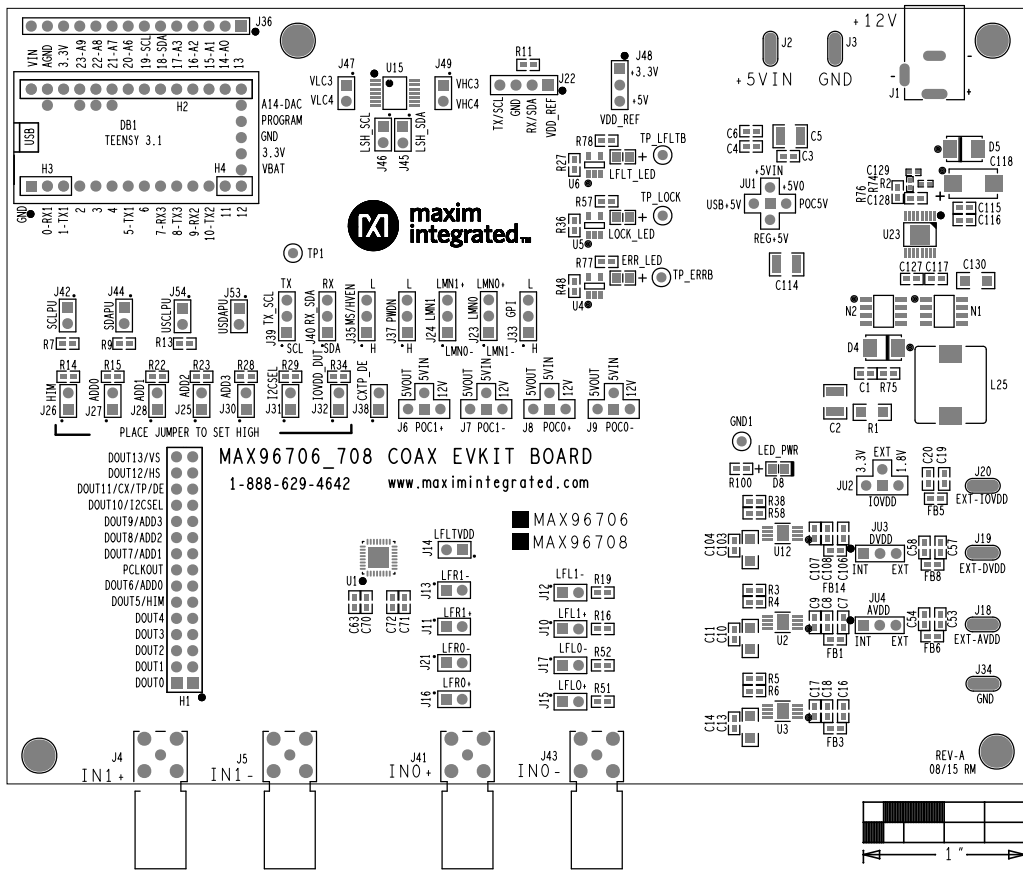 J36
VIN
AGND
3.3V
23-A9
22-A8
21-A7
20-A6
19-SCL
18-SDA
17-A3
16-A2
15-A1
14-A0
13
H2
DB1
TEENSY 3.1
USB
A14-DAC
PROGRAM
GND
3.3V
VBAT
H3
H4
GND
0-RX1
1-TX1
2
3
4
5-TX1
6
7-RX3
8-TX3
9-RX2
10-TX2
11
12
J47
VLC3
VLC4
U15
J49
VHC3
VHC4
LSH_SCL
LSH_SDA
J46
J45
R11
J22
TX/SCL
GND
RX/SDA
VDD_REF
J48
+3.3V
+5V
VDD_REF
R78
TP_LFLTB
R27
U6
LFLT_LED
R57
TP_LOCK
R36
U5
LOCK_LED
R77
ERR_LED
R48
U4
TP_ERRB
maxim
integrated™
TP1
+12V
J2
+5VIN
J3
GND
J1
-
-
+
C6
C4
C5
C3
+5VIN
JU1
+5V0
USB+5V
POC5V
REG+5V
C114
D5
C118
C129
R2
R74
R76
C128
C115
C116
U23
C127
C117
C130
N2
N1
D4
C1
R75
L25
C2
R1
J42
SCLPU
R7
J44
SDAPU
R9
J54
USCLPU
R13
J53
USDAPU
TX
J39
TX_SCL
SCL
RX
J40
RX_SDA
SDA
L
J35
MS/HVEN
H
L
J37
PWDN
H
LMN1+
J24
LMN1
LMN0-
LMN0+
J23
LMN0
LMN1-
L
J33
GPI
H
R14
HIM
J26
R15
ADD0
J27
R22
ADD1
J28
R23
ADD2
J25
R28
ADD3
J30
R29
I2CSEL
J31
R34
IOVDD_DUT
J32
CXTP_DE
J38
5VOUT
5VIN
12V
J6 POC1+
5VOUT
5VIN
12V
J7 POC1-
5VOUT
5VIN
12V
J8 POC0+
5VOUT
5VIN
12V
J9 POC0-
PLACE JUMPER TO SET HIGH
MAX96706_708 COAX EVKIT BOARD
1-888-629-4642
www.maximintegrated.com
MAX96706
MAX96708
DOUT13/VS
DOUT12/HS
DOUT11/CX/TP/DE
DOUT10/I2CSEL
DOUT9/ADD3
DOUT8/ADD2
DOUT7/ADD1
PCLKOUT
DOUT6/ADD0
DOUT5/HIM
DOUT4
DOUT3
DOUT2
DOUT1
DOUT0
H1
U1
C63
C70
C72
C71
LFLTVDD
J14
LFR1-
J13
LFR1+
J11
LFR0-
J21
LFR0+
J16
LFL1-
J12
R19
LFL1+
J10
R16
LFL0-
J17
R52
LFL0+
J15
R51
GND1
LED_PWR
R100
D8
R38
R58
C104
C103
U12
C107
C108
C106
FB14
3.3V
EXT
1.8V
JU2
IOVDD
C20
C19
FB5
J20
EXT-IOVDD
JU3
DVDD
INT
EXT
C58
C57
FB8
J19
EXT-DVDD
R3
R4
C11
C10
U2
C9
C8
C7
FB1
JU4
AVDD
INT
EXT
C54
C53
FB6
J18
EXT-AVDD
J34
GND
R5
R6
C14
C13
U3
C17
C18
C16
FB3
J4
IN1+
J5
IN1-
J41
IN0+
J43
IN0-
REV-A
08/15 RM
1"